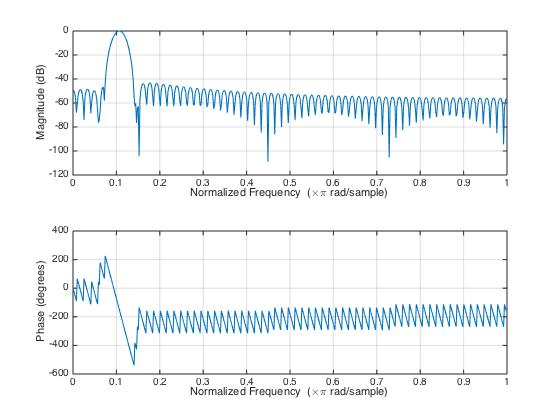 0
-20
-40
-60
-80
-100
-120
Magnitude (dB)
0 0.1 0.2 0.3 0.4 0.5 0.6 0.7 0.8 0.9 1
Normalized Frequency (×π rad/sample)
400
200
0
-200
-400
-600
Phase (degrees)
0 0.1 0.2 0.3 0.4 0.5 0.6 0.7 0.8 0.9 1
Normalized Frequency (×π rad/sample)